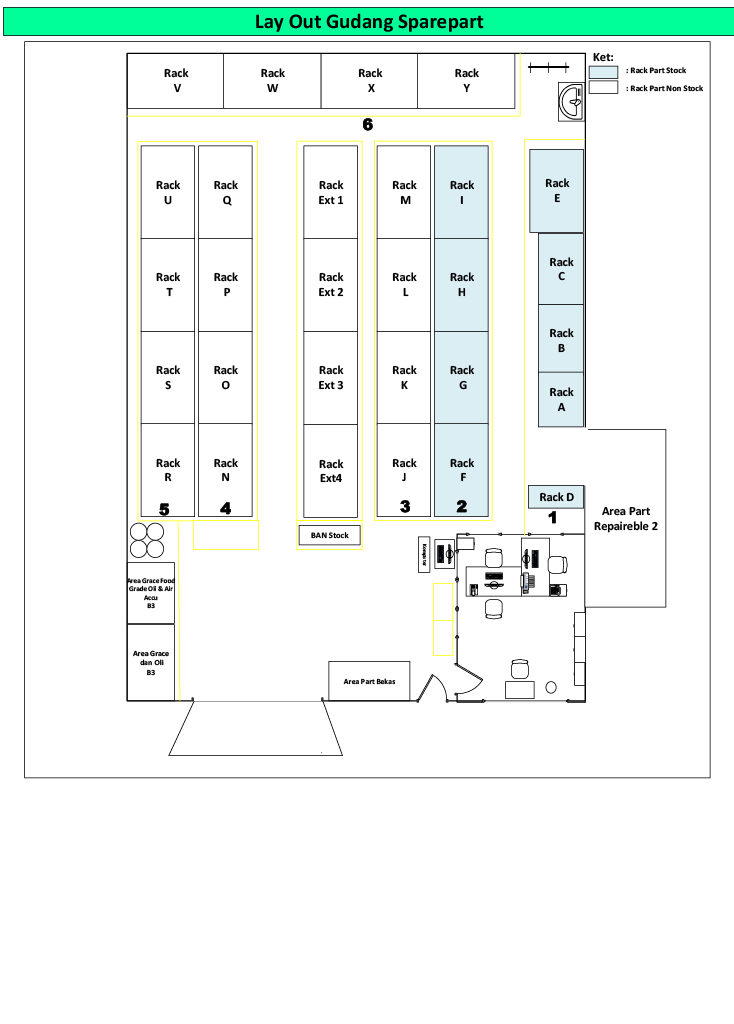 Lay Out Gudang Sparepart
Ket:
: Rack Part Stock
: Rack Part Non Stock
Rack
V
Rack
W
Rack
X
Rack
Y
6
Rack
U
Rack
Q
Rack
Ext 1
Rack
M
Rack
I
Rack
E
Rack
T
Rack
P
Rack
Ext 2
Rack
L
Rack
H
Rack
C
Rack
S
Rack
O
Rack
Ext 3
Rack
K
Rack
G
Rack
B
Rack
A
Rack
R
Rack
N
Rack
Ext4
Rack
J
Rack
F
Rack D
5
4
3
2
1
Area Part
Repaireble 2
BAN Stock
Area Grace Food
Grade Oli & Air
Accu
B3
Area Grace
dan Oli
B3
Area Part Bekas